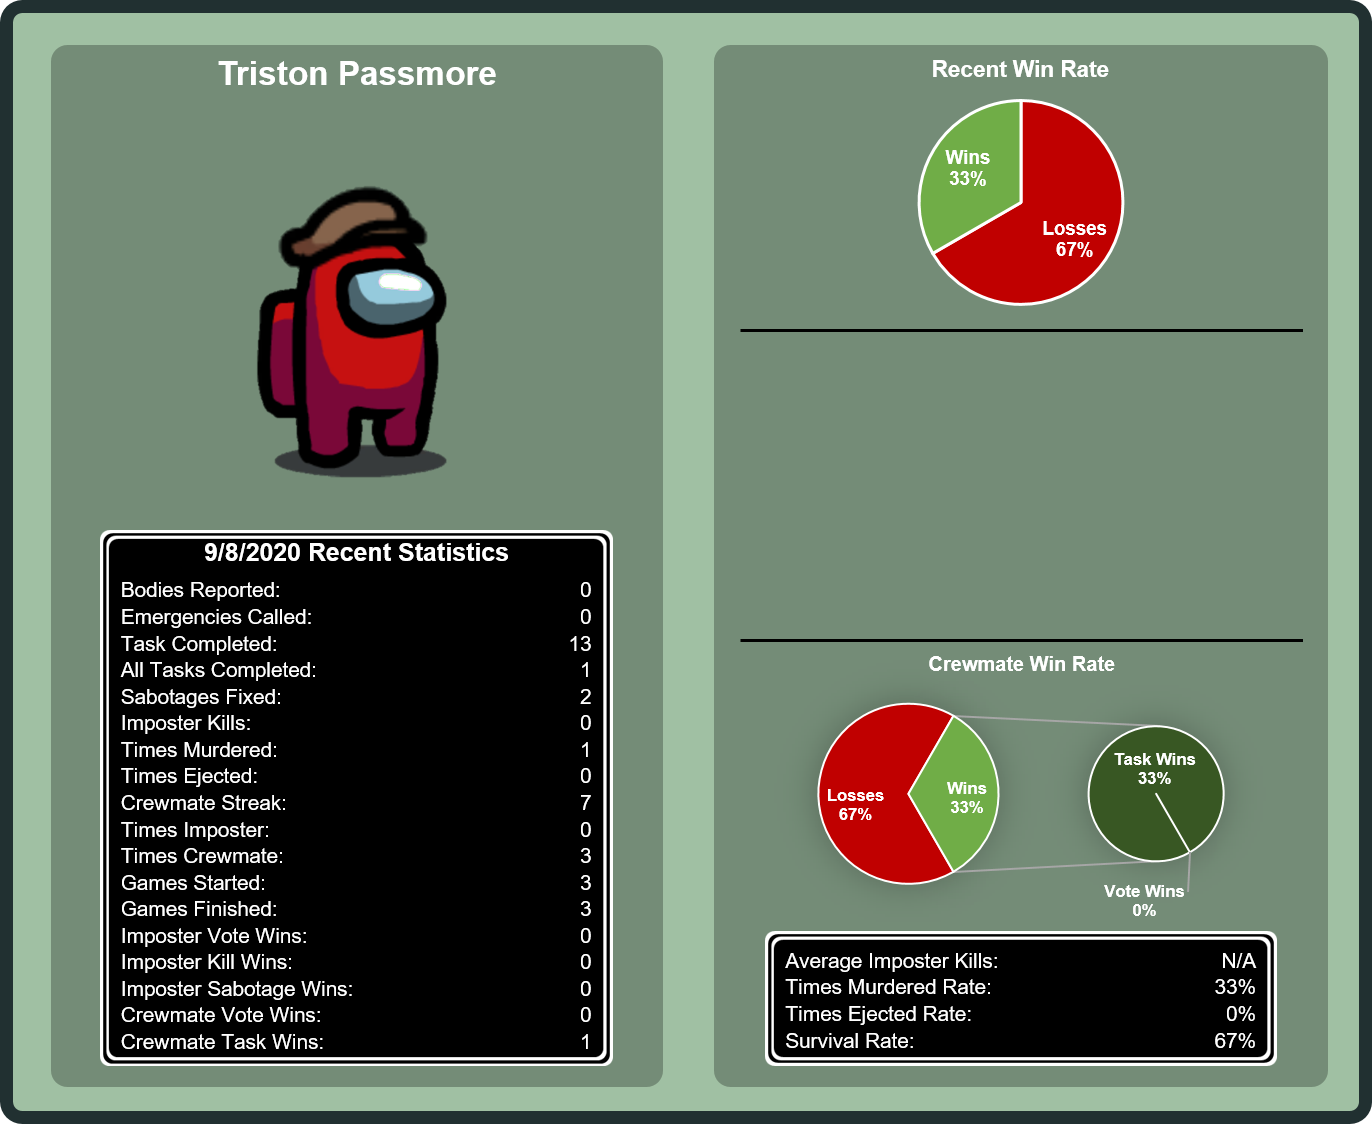 Triston Passmore
9/8/2020 Recent Statistics
Bodies Reported: 0
Emergencies Called: 0
Task Completed: 13
All Tasks Completed: 1
Sabotages Fixed: 2
Imposter Kills: 0
Times Murdered: 1
Times Ejected: 0
Crewmate Streak: 7
Times Imposter: 0
Times Crewmate: 3
Games Started: 3
Games Finished: 3
Imposter Vote Wins: 0
Imposter Kill Wins: 0
Imposter Sabotage Wins: 0
Crewmate Vote Wins: 0
Crewmate Task Wins: 1
Recent Win Rate
Wins
33%
Losses
67%
Crewmate Win Rate
Losses
67%
Wins
33%
Task Wins
33%
Vote Wins
0%
Average Imposter Kills: N/A
Times Murdered Rate: 33%
Times Ejected Rate: 0%
Survival Rate: 67%